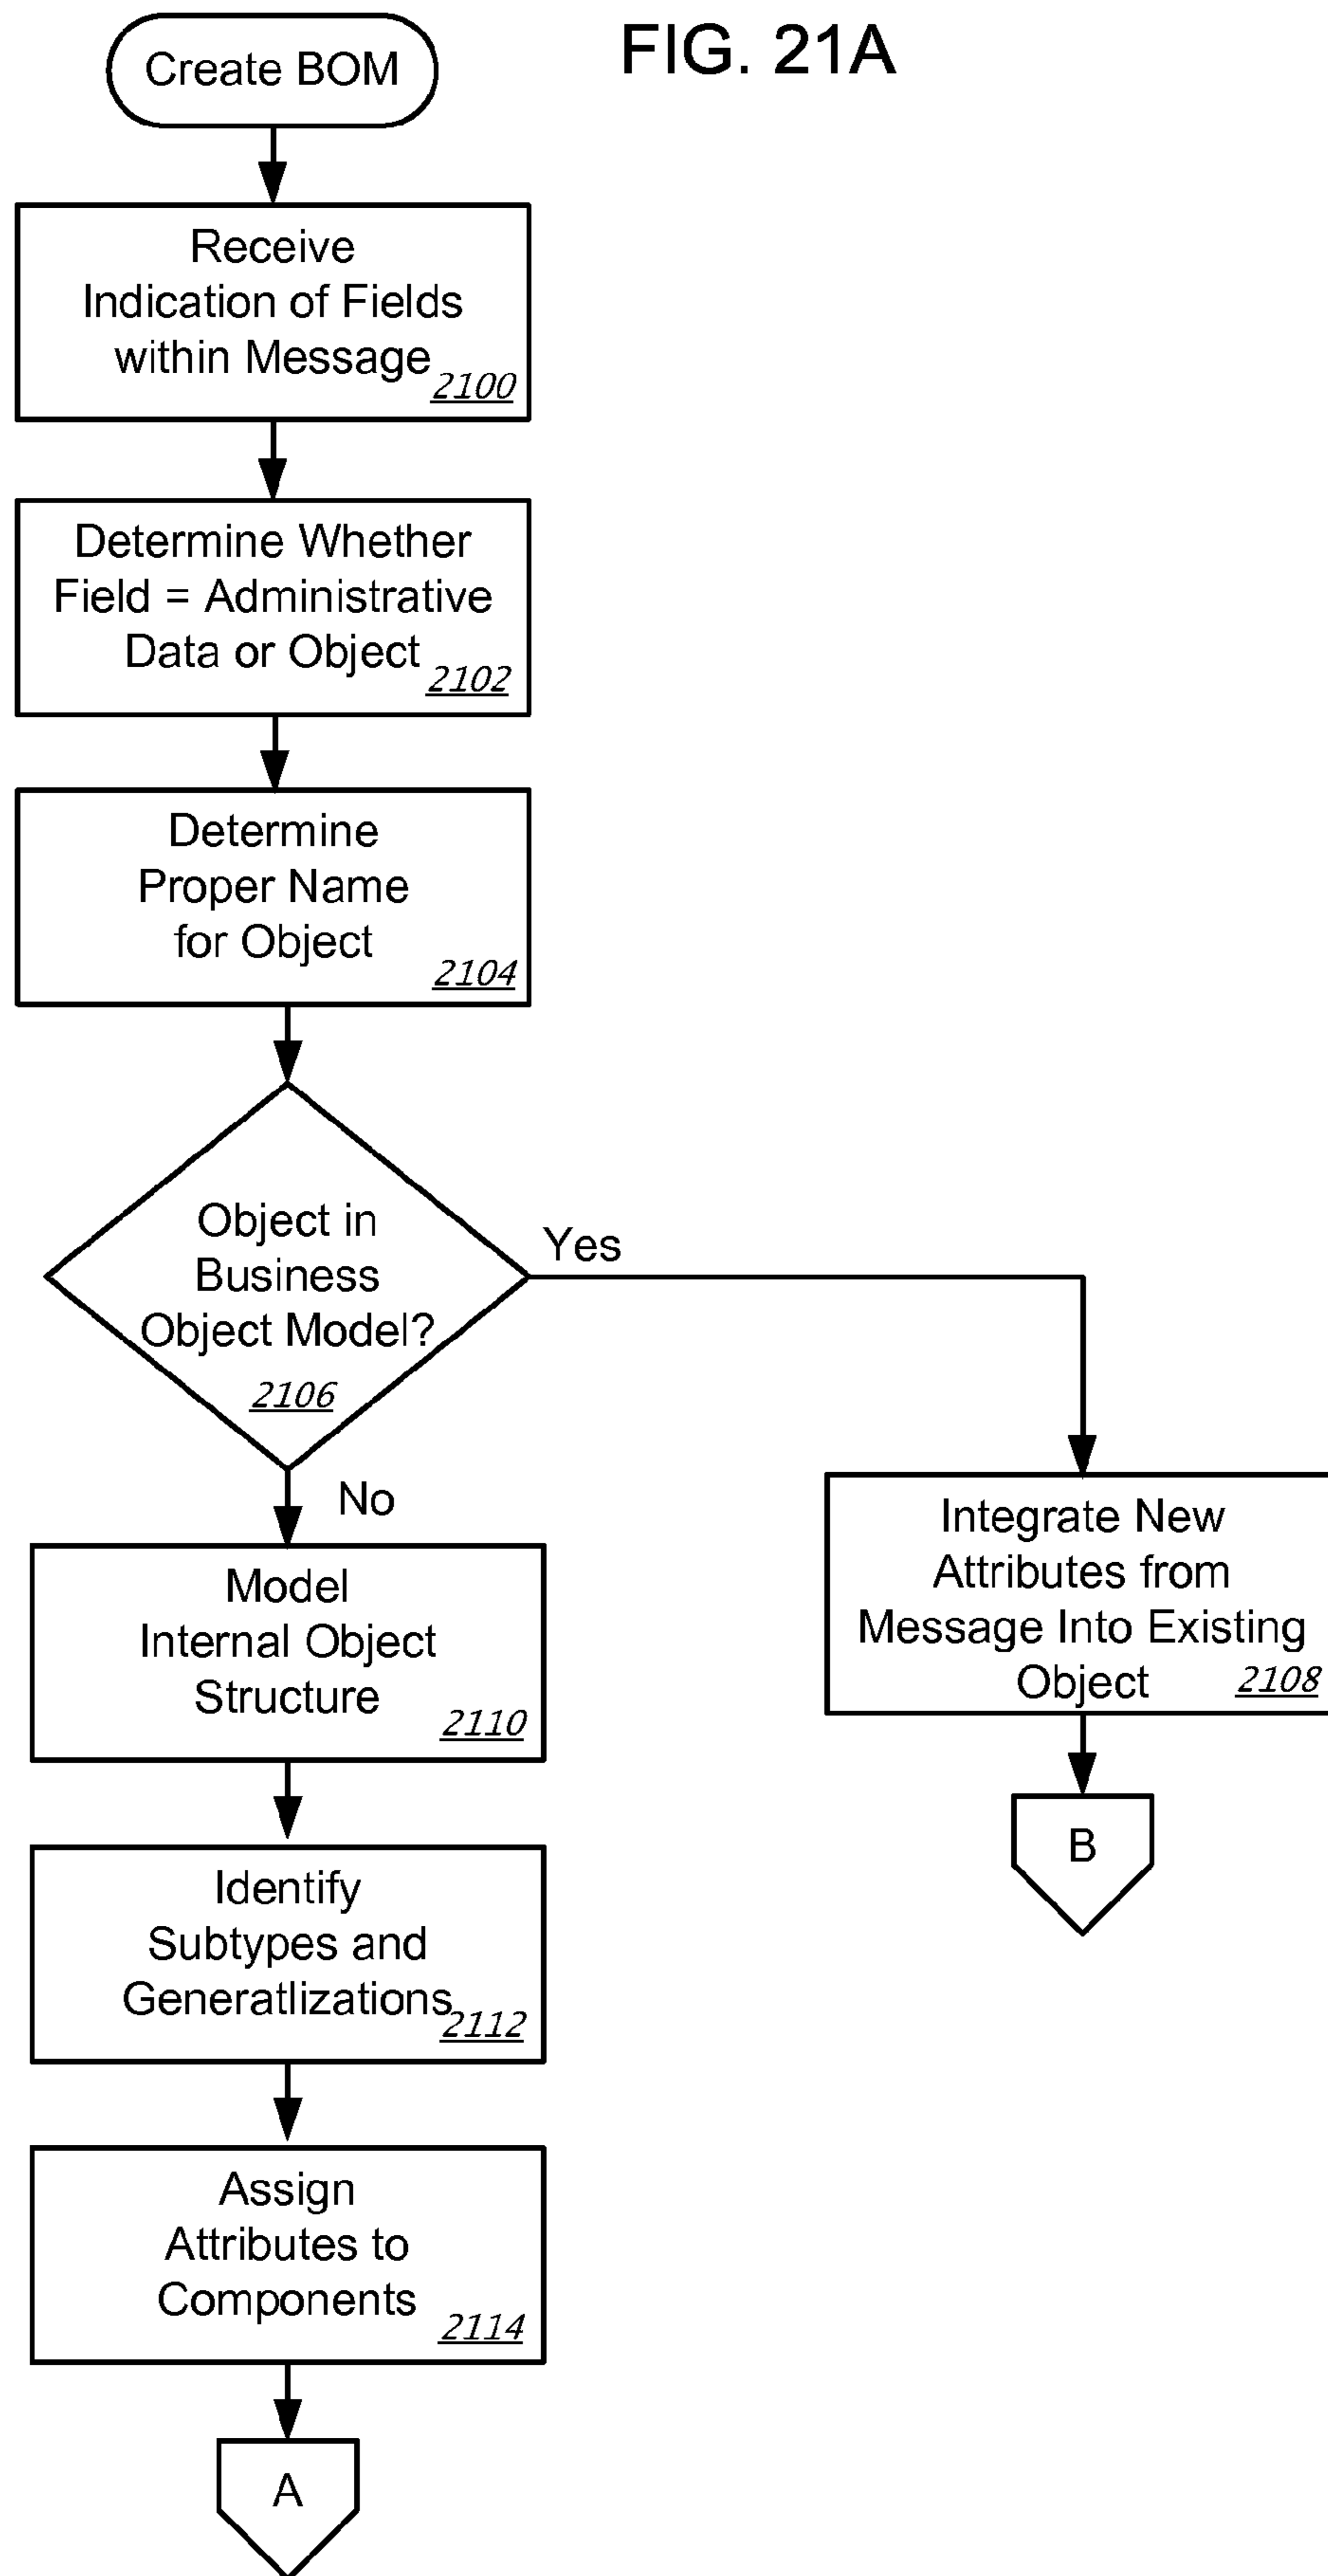 FIG. 21A
Create BOM
Receive
Indication of Fields
within Message
2100
Determine Whether
Field = Administrative
Data or Object
2102
Determine
Proper Name
for Object
2104
Object in
Business
Object Model?
2106
Yes
No
Integrate New
Attributes from
Message Into Existing
Object 2108
B
Model
Internal Object
Structure
2110
Identify
Subtypes and
Generatlizations
2112
Assign
Attributes to
Components
2114
A